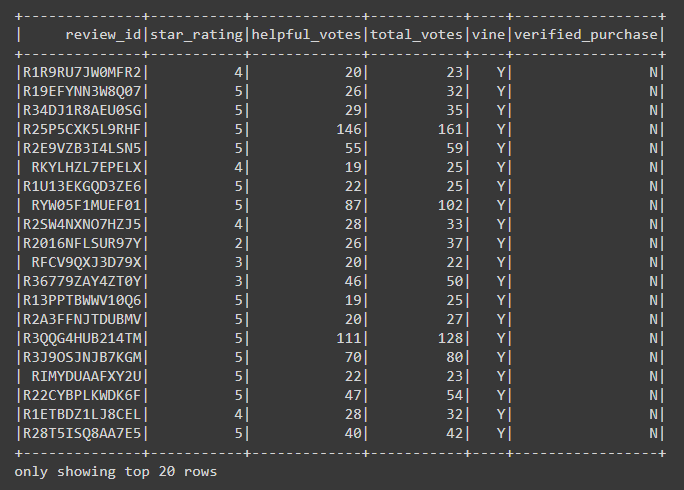 +--------------+-----------+-------------+-----------+----+-----------------+
|     review_id|star_rating|helpful_votes|total_votes|vine|verified_purchase|
+--------------+-----------+-------------+-----------+----+-----------------+
|R1R9RU7JW0MFR2|          4|           20|         23|   Y|                N|
|R19EFYNN3W8Q07|          5|           26|         32|   Y|                N|
|R34DJ1R8AEU0SG|          5|           29|         35|   Y|                N|
|R25P5CXK5L9RHF|          5|          146|        161|   Y|                N|
|R2E9VZB3I4LSN5|          5|           55|         59|   Y|                N|
| RKYLHZL7EPELX|          4|           19|         25|   Y|                N|
|R1U13EKGQD3ZE6|          5|           22|         25|   Y|                N|
| RYW05F1MUEF01|          5|           87|        102|   Y|                N|
|R2SW4NXNO7HZJ5|          4|           28|         33|   Y|                N|
|R2016NFLSUR97Y|          2|           26|         37|   Y|                N|
| RFCV9QXJ3D79X|          3|           20|         22|   Y|                N|
|R36779ZAY4ZT0Y|          3|           46|         50|   Y|                N|
|R13PPTBWWV10Q6|          5|           19|         25|   Y|                N|
|R2A3FFNJTDUBMV|          5|           20|         27|   Y|                N|
|R3QQG4HUB214TM|          5|          111|        128|   Y|                N|
|R3J9OSJNJB7KGM|          5|           70|         80|   Y|                N|
| RIMYDUAAFXY2U|          5|           22|         23|   Y|                N|
|R22CYBPLKWDK6F|          5|           47|         54|   Y|                N|
|R1ETBDZ1LJ8CEL|          4|           28|         32|   Y|                N|
|R28T5ISQ8AA7E5|          5|           40|         42|   Y|                N|
+--------------+-----------+-------------+-----------+----+-----------------+
only showing top 20 rows